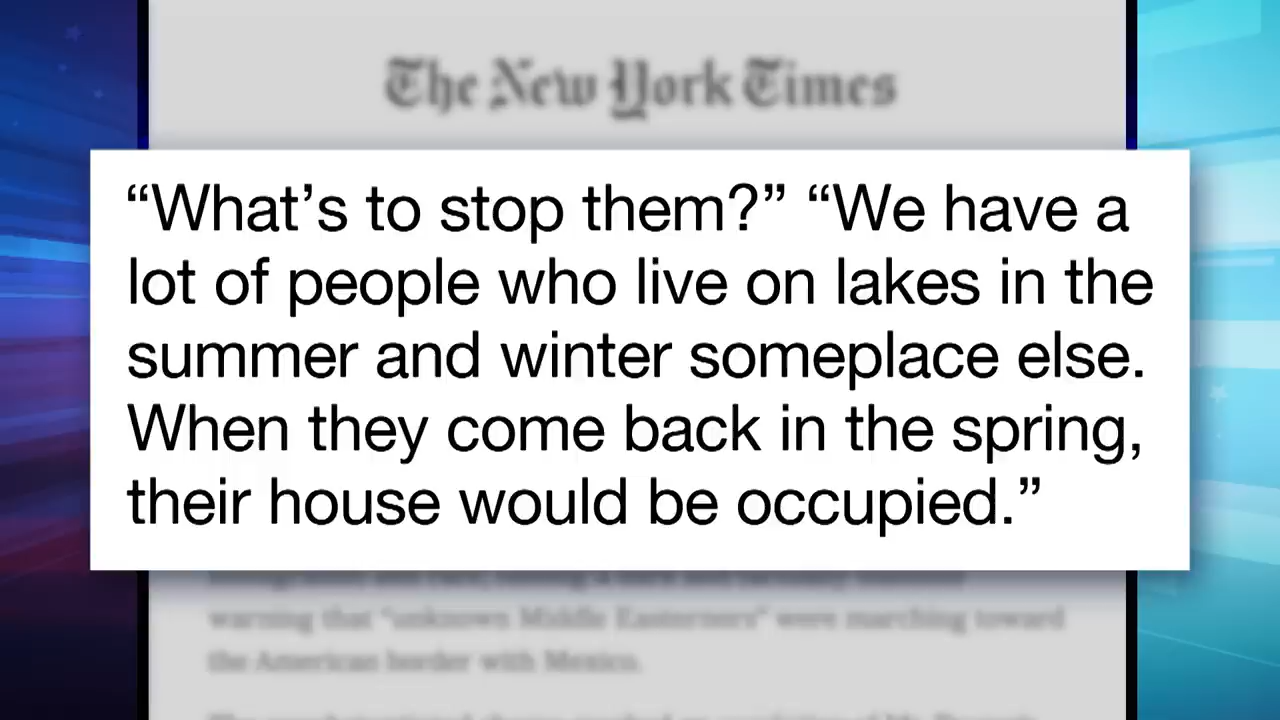 The New York Times
“What’s to stop them?” “We have a
lot of people who live on lakes in the
summer and winter someplace else.
When they come back in the spring,
their house would be occupied.”
warning that “unknown Middle Easterners” were marching toward
the American border with Mexico.